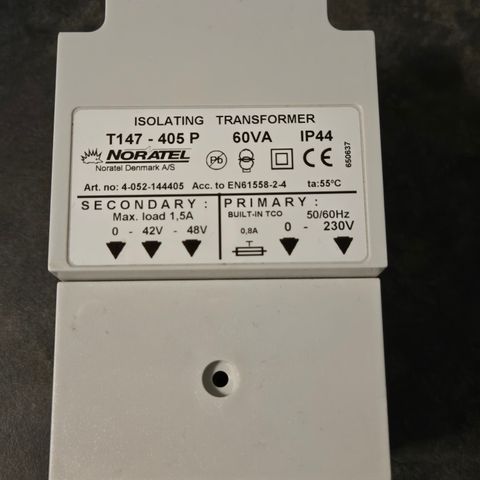 ISOLATING TRANSFORMER
T147 - 405 P 60VA IP44
NORATEL Pb CE 650637
Noratel Denmark A/S
Art. no: 4-052-144405 Acc. to EN61558-2-4 ta:55°C
SECONDARY: PRIMARY:
Max. load 1,5A BUILT-IN TCO 50/60Hz
0 - 42V - 48V T 0,8A 0 - 230V